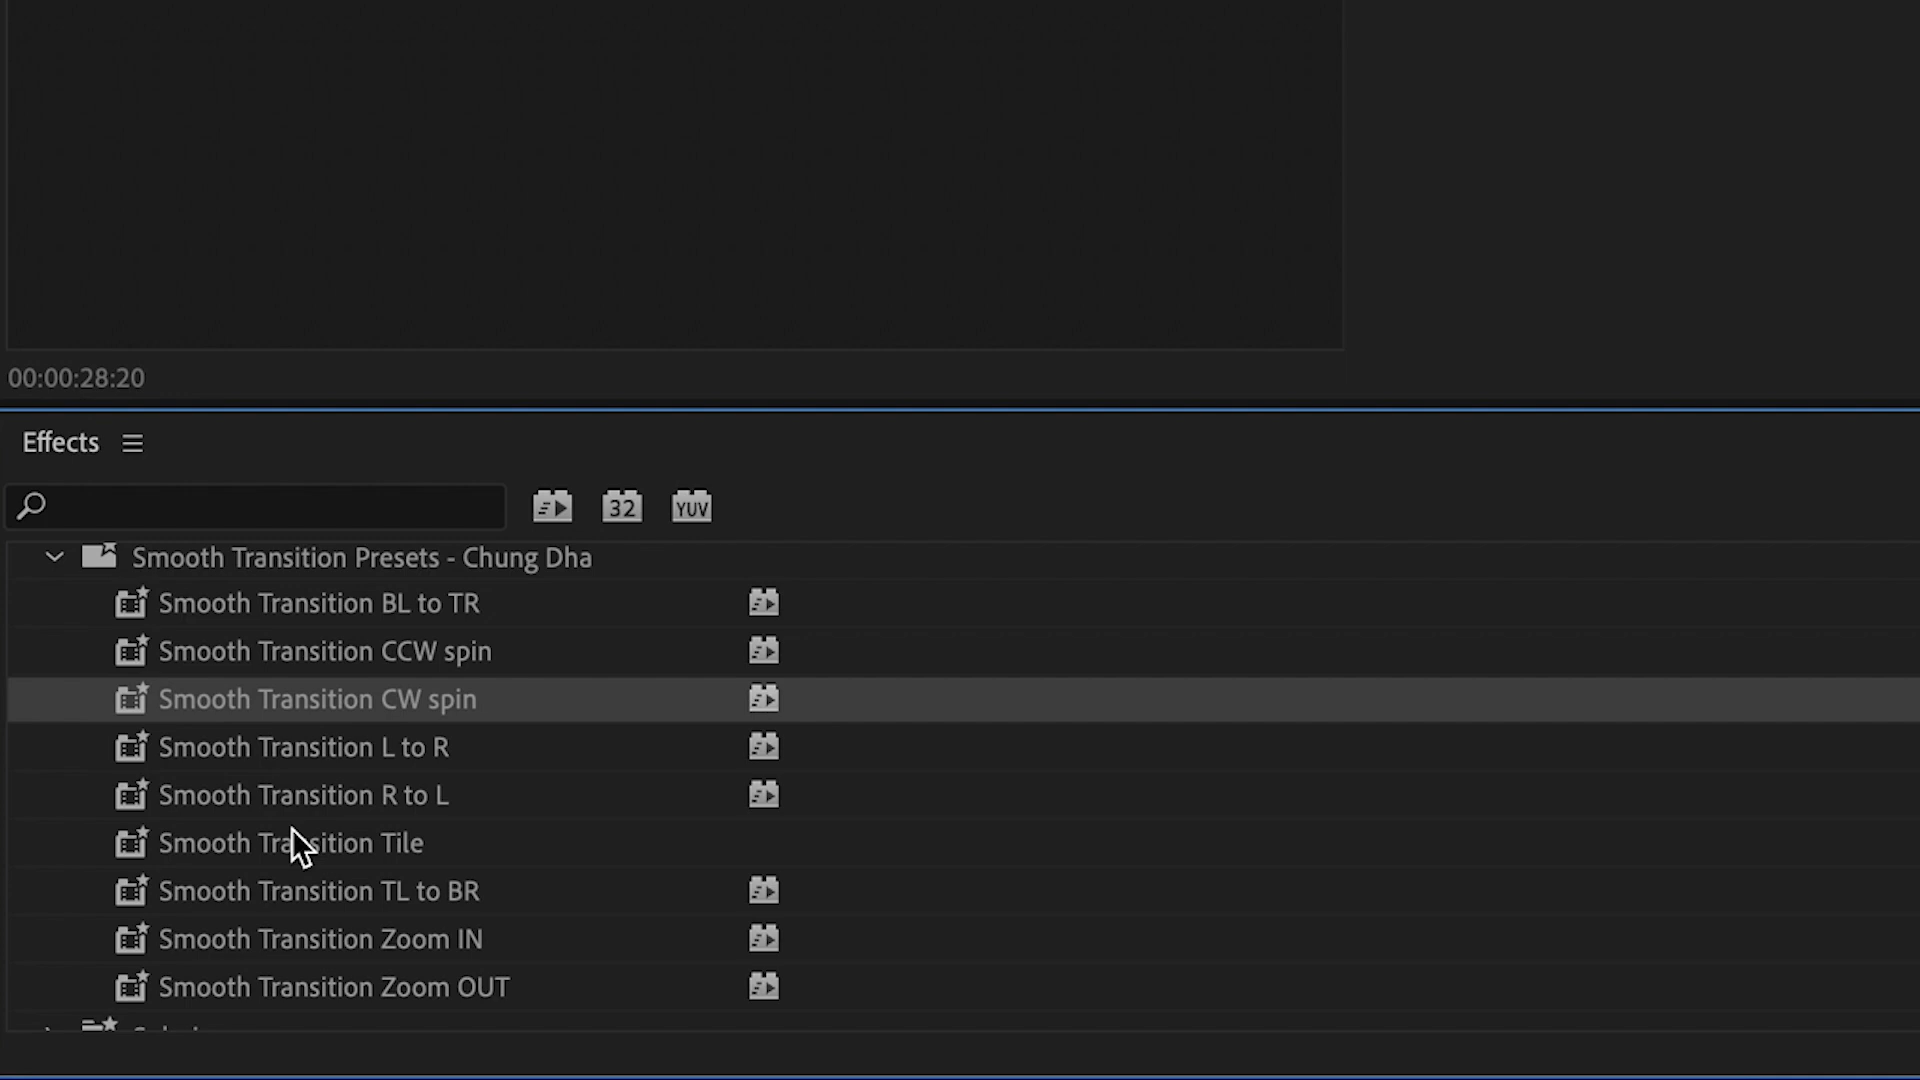 00:00:28:20
Effects
32 YUV
Smooth Transition Presets - Chung Dha
Smooth Transition BL to TR
Smooth Transition CCW spin
Smooth Transition CW spin
Smooth Transition L to R
Smooth Transition R to L
Smooth Transition Tile
Smooth Transition TL to BR
Smooth Transition Zoom IN
Smooth Transition Zoom OUT